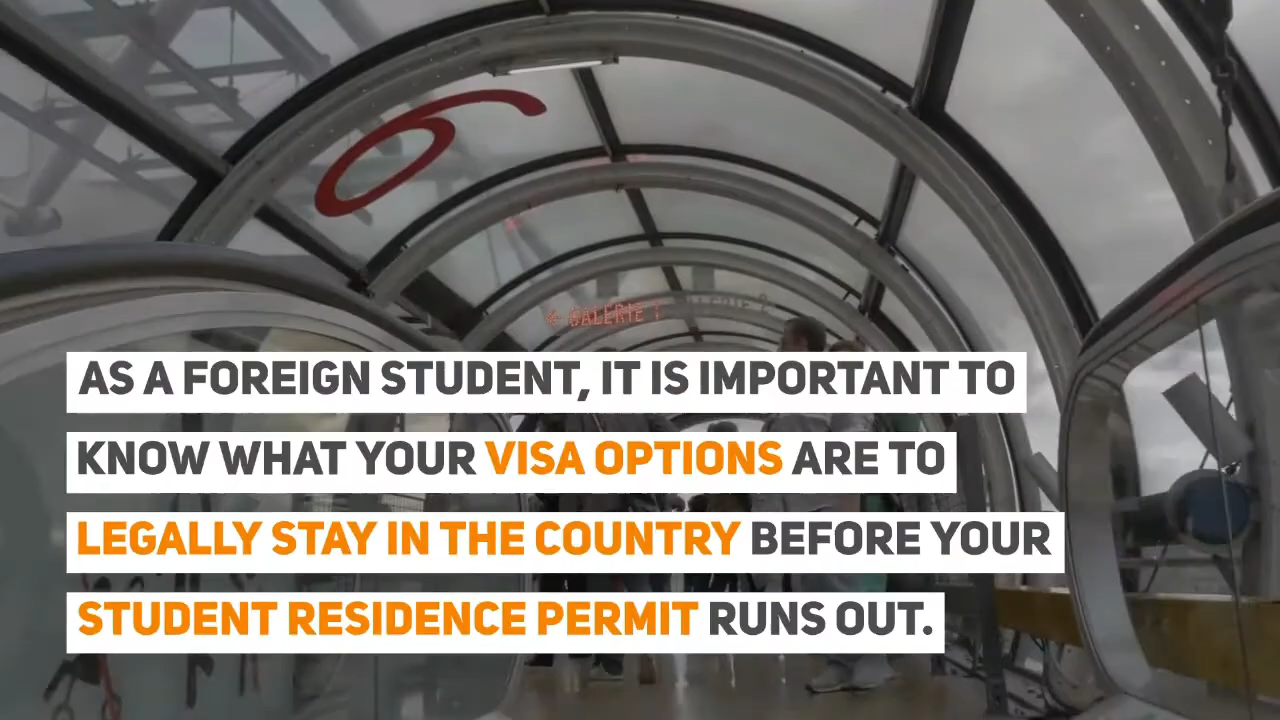 6
GALERIE 1
AS A FOREIGN STUDENT, IT IS IMPORTANT TO
KNOW WHAT YOUR VISA OPTIONS ARE TO
LEGALLY STAY IN THE COUNTRY BEFORE YOUR
STUDENT RESIDENCE PERMIT RUNS OUT.